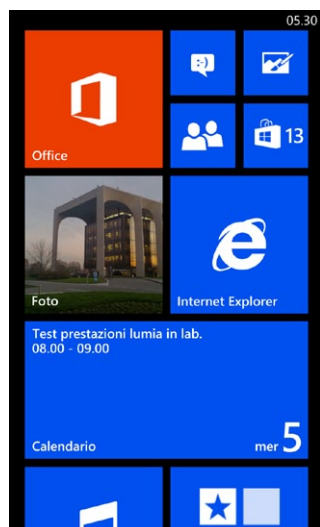 05.30
:)
Office
13
Foto
Internet Explorer
Test prestazioni lumia in lab.
08.00 - 09.00
Calendario
mer 5